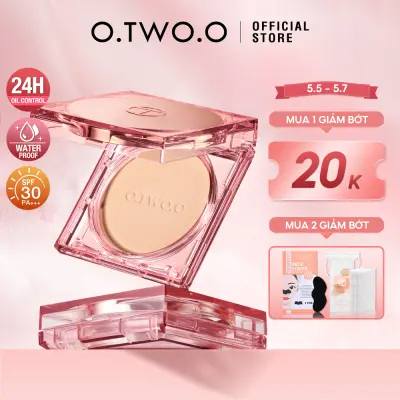 O.TWO.O
OFFICIAL
STORE
24H
OIL CONTROL
WATER
PROOF
SPF
30
PA+++
o.two.o
5.5 - 5.7
MUA 1 GIẢM BỚT
20K
MUA 2 GIẢM BỚT